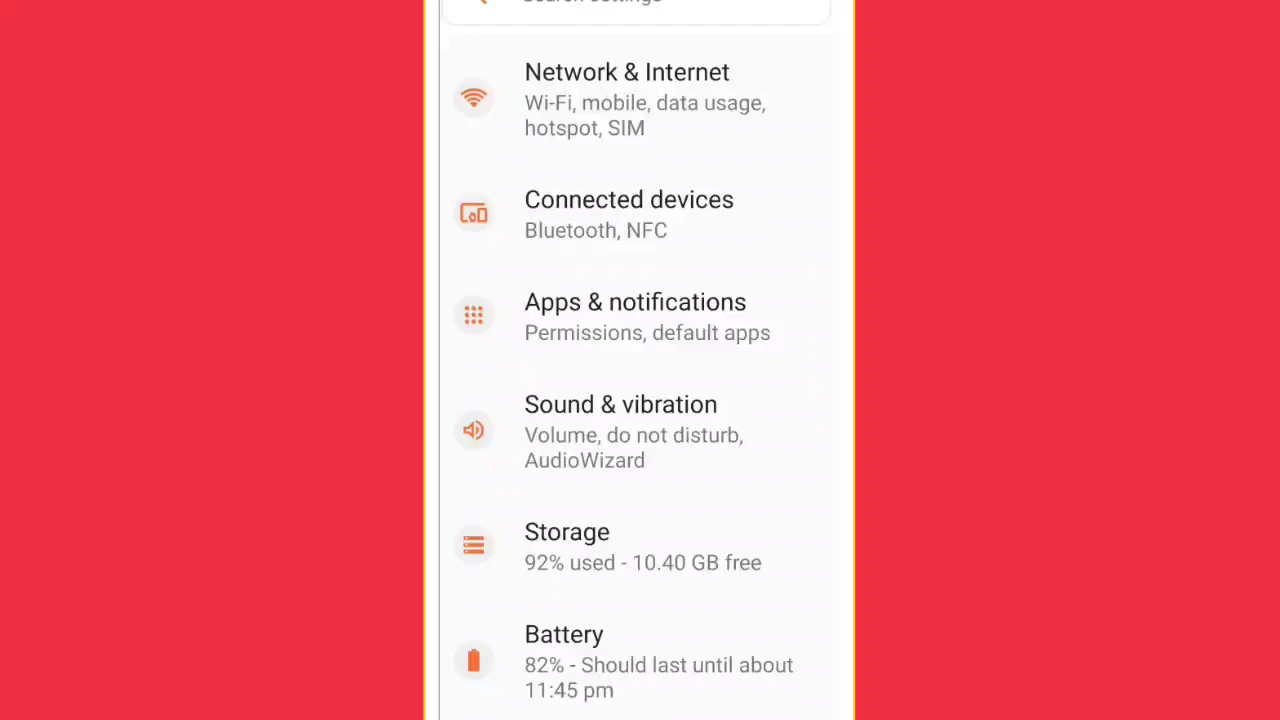 Search settings
Network & Internet
Wi-Fi, mobile, data usage,
hotspot, SIM
Connected devices
Bluetooth, NFC
Apps & notifications
Permissions, default apps
Sound & vibration
Volume, do not disturb,
AudioWizard
Storage
92% used - 10.40 GB free
Battery
82% - Should last until about
11:45 pm